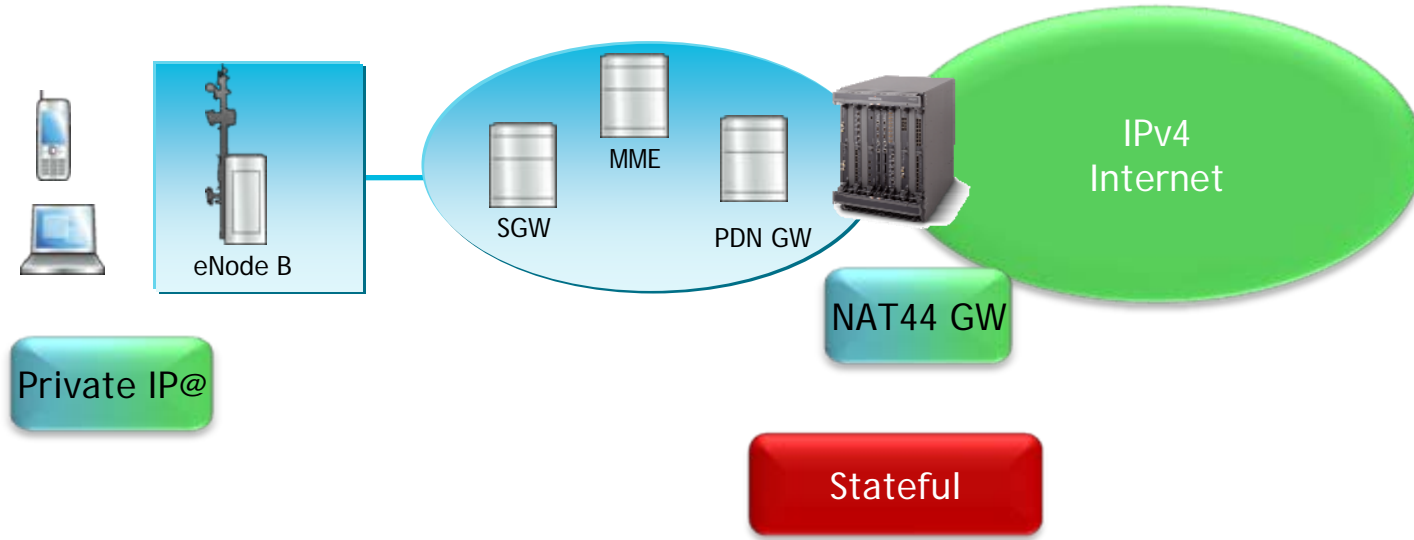 MME
SGW
PDN GW
eNode B
IPv4
Internet
NAT44 GW
Private IP@
Stateful